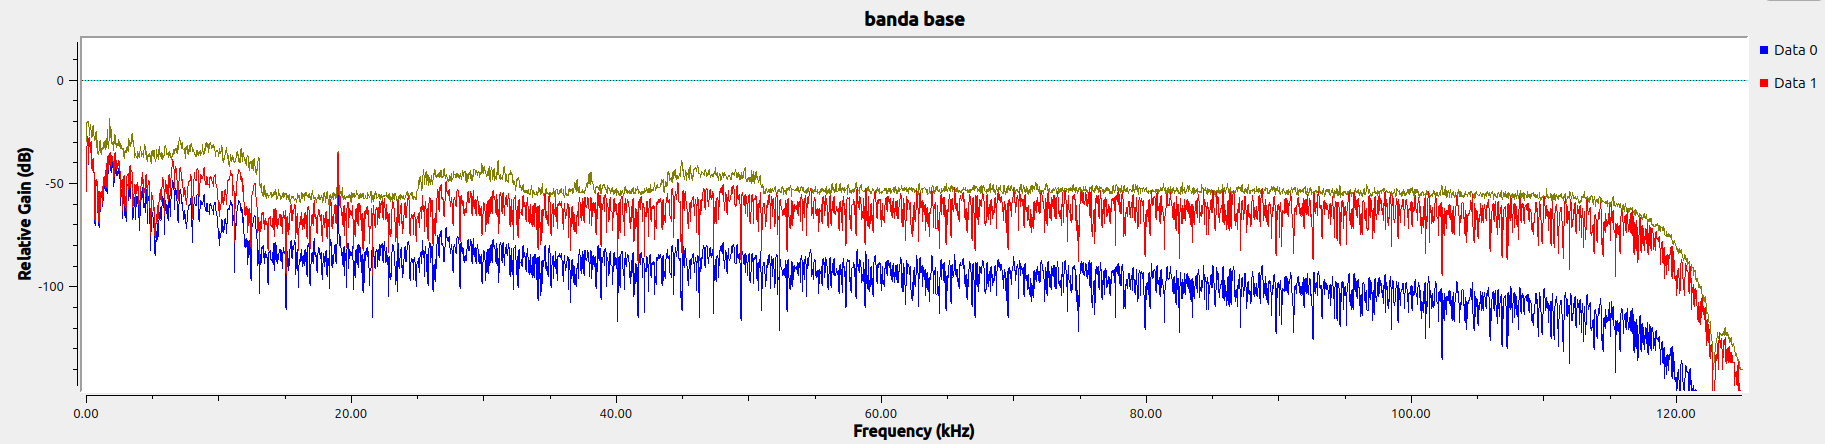 banda base
Data 0
Data 1
Relative Gain (dB)
0
-50
-100
0.00
20.00
40.00
60.00
80.00
100.00
120.00
Frequency (kHz)